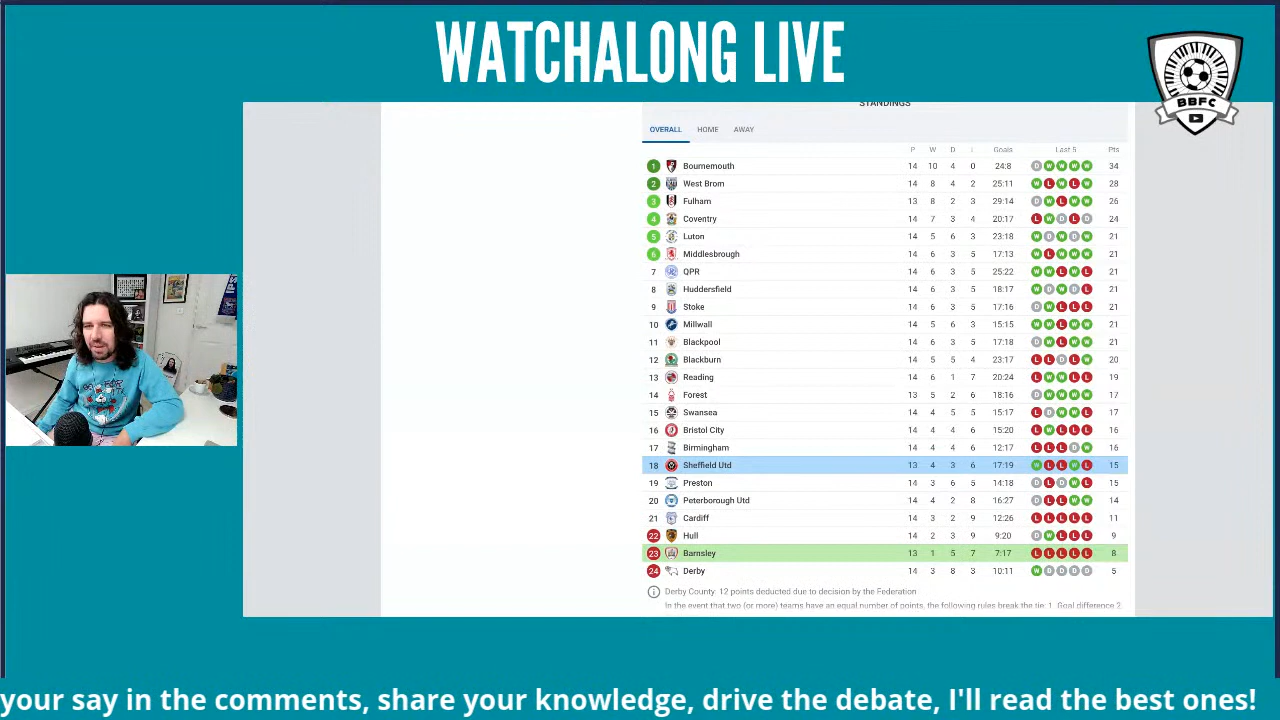 WATCHALONG LIVE
BBFC
STANDINGS
OVERALL HOME AWAY
P W D L Goals Last 5 Pts
1 Bournemouth 14 10 4 0 24:8 D W W W W 34
2 West Brom 14 8 4 2 25:11 W L W L W 28
3 Fulham 13 8 2 3 29:14 D W L W W 26
4 Coventry 14 7 3 4 20:17 L W D L D 24
5 Luton 14 5 6 3 23:18 W D W D W 21
6 Middlesbrough 14 6 3 5 17:13 W L W W W 21
7 QPR 14 6 3 5 25:22 W W L W L 21
8 Huddersfield 14 6 3 5 18:17 W D W D L 21
9 Stoke 14 6 3 5 17:16 D W L L L 21
10 Millwall 14 5 6 3 15:15 W W L W W 21
11 Blackpool 14 6 3 5 17:18 D W L W W 21
12 Blackburn 14 5 5 4 23:17 L L D L W 20
13 Reading 14 6 1 7 20:24 L W W L L 19
14 Forest 13 5 2 6 18:16 D W W W W 17
15 Swansea 14 4 5 5 15:17 L D W W L 17
16 Bristol City 14 4 4 6 15:20 L W L L L 16
17 Birmingham 14 4 4 6 12:17 L L L D W 16
18 Sheffield Utd 13 4 3 6 17:19 W L L W L 15
19 Preston 14 3 6 5 14:18 D L D W L 15
20 Peterborough Utd 14 4 2 8 16:27 D L L W W 14
21 Cardiff 14 3 2 9 12:26 L L L L L 11
22 Hull 14 2 3 9 9:20 D W L L L 9
23 Barnsley 13 1 5 7 7:17 L L L L L 8
24 Derby 14 3 8 3 10:11 W D D D D 5
Derby County: 12 points deducted due to decision by the Federation
In the event that two (or more) teams have an equal number of points, the following rules break the tie: 1. Goal difference 2.
your say in the comments, share your knowledge, drive the debate, I'll read the best ones!